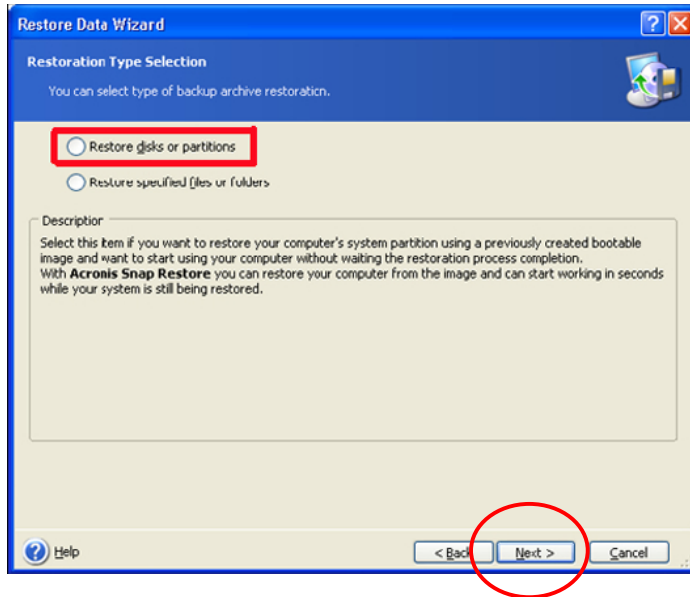 Restore Data Wizard
Restoration Type Selection
You can select type of backup archive restoration.
Restore disks or partitions
Restore specified files or folders
Description
Select this item if you want to restore your computer's system partition using a previously created bootable
image and want to start using your computer without waiting the restoration process completion.
With Acronis Snap Restore you can restore your computer from the image and can start working in seconds
while your system is still being restored.
Help
< Back
Next >
Cancel